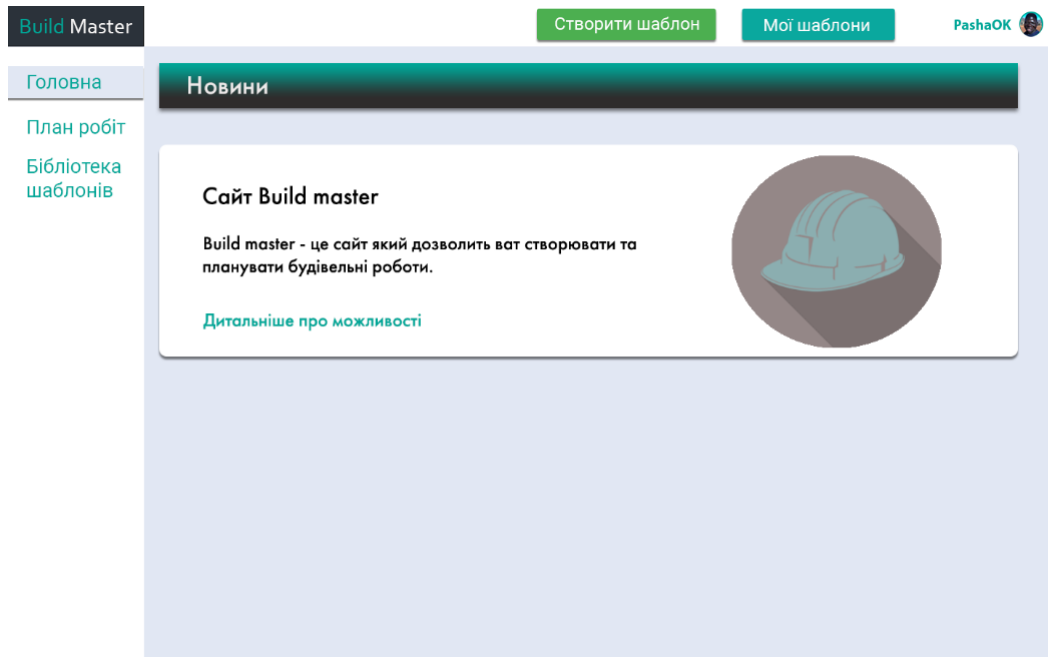 Build Master
Створити шаблон
Мої шаблони
PashaOK
Головна
План робіт
Бібліотека
шаблонів
Новини
Сайт Build master
Build master - це сайт який дозволить ват створювати та
планувати будівельні роботи.
Дитальніше про можливості